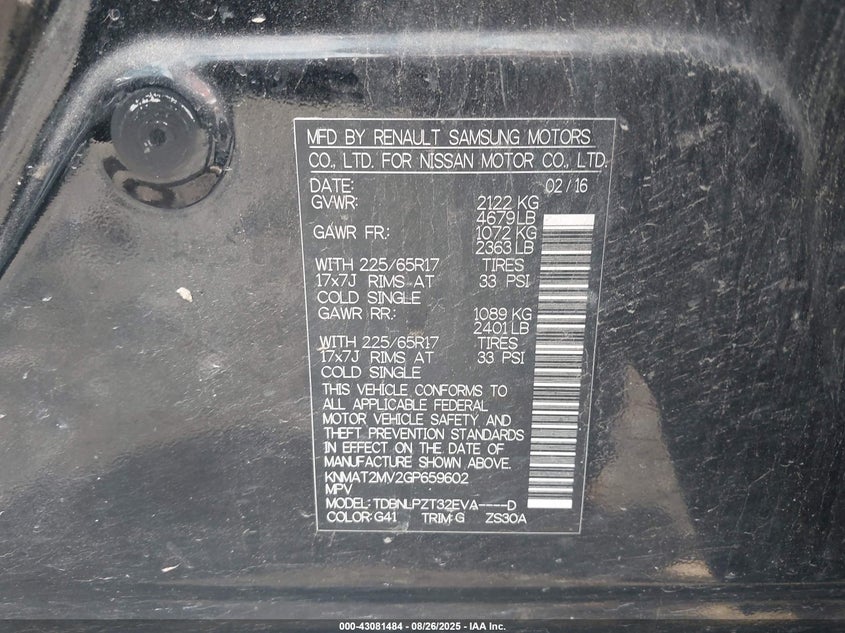 MFD BY RENAULT SAMSUNG MOTORS
CO., LTD. FOR NISSAN MOTOR CO., LTD.
DATE: 02/16
GVWR: 2122 KG
4679 LB
GAWR FR.: 1072 KG
2363 LB
WITH 225/65R17 TIRES
17x7J RIMS AT 33 PSI
COLD SINGLE
GAWR RR.: 1089 KG
2401 LB
WITH 225/65R17 TIRES
17x7J RIMS AT 33 PSI
COLD SINGLE
THIS VEHICLE CONFORMS TO
ALL APPLICABLE FEDERAL
MOTOR VEHICLE SAFETY AND
THEFT PREVENTION STANDARDS
IN EFFECT ON THE DATE OF
MANUFACTURE SHOWN ABOVE.
KNMAT2MV2GP659602
MPV
MODEL: TDBNLPZT32EVA----D
COLOR: G41 TRIM: G ZS30A
000-43081484 - 08/26/2025 - IAA Inc.